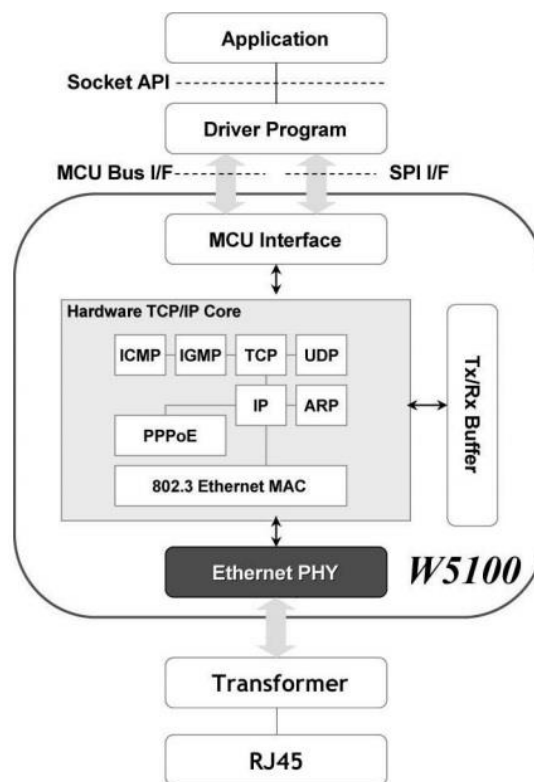 Application
Socket API
Driver Program
MCU Bus I/F
SPI I/F
MCU Interface
Hardware TCP/IP Core
ICMP
IGMP
TCP
UDP
IP
ARP
PPPoE
802.3 Ethernet MAC
Tx/Rx Buffer
Ethernet PHY
W5100
Transformer
RJ45